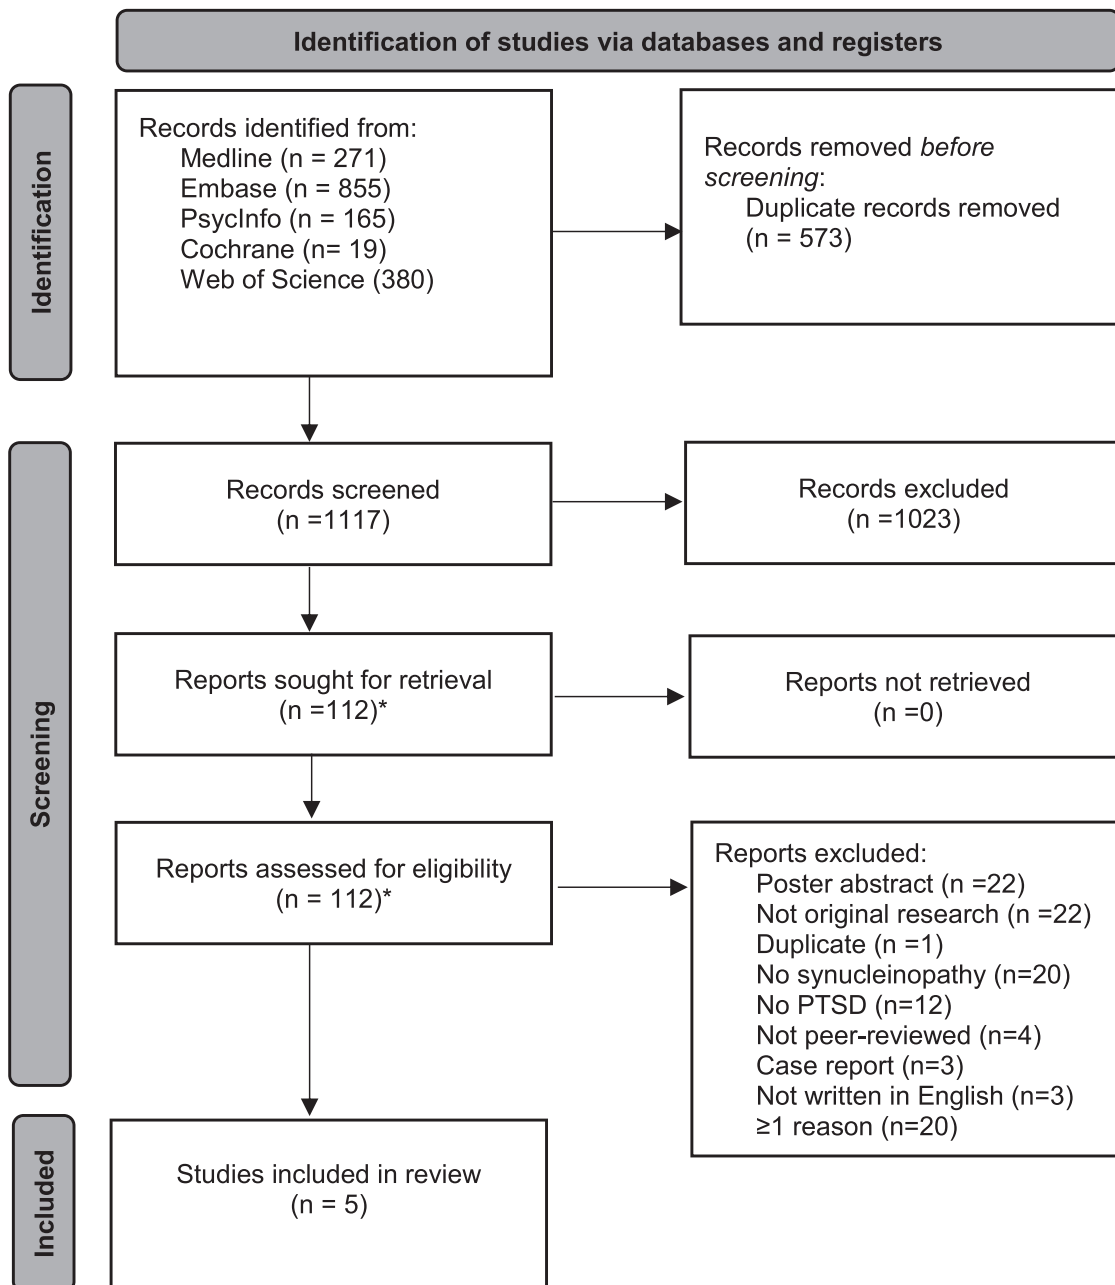 Identification of studies via databases and registers
Identification
Records identified from:
Medline (n = 271)
Embase (n = 855)
PsycInfo (n = 165)
Cochrane (n= 19)
Web of Science (380)
Records removed before
screening:
Duplicate records removed
(n = 573)
Screening
Records screened
(n =1117)
Records excluded
(n =1023)
Reports sought for retrieval
(n =112)*
Reports not retrieved
(n =0)
Reports assessed for eligibility
(n = 112)*
Reports excluded:
Poster abstract (n =22)
Not original research (n =22)
Duplicate (n =1)
No synucleinopathy (n=20)
No PTSD (n=12)
Not peer-reviewed (n=4)
Case report (n=3)
Not written in English (n=3)
≥1 reason (n=20)
Included
Studies included in review
(n = 5)